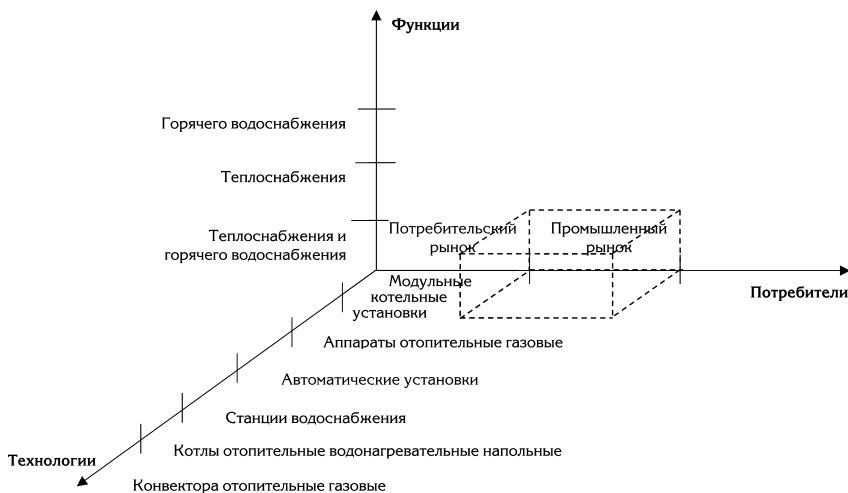 Функции
Горячего водоснабжения
Теплоснабжения
Теплоснабжения и
горячего водоснабжения
Потребительский
рынок
Промышленный
рынок
Потребители
Модульные
котельные
установки
Аппараты отопительные газовые
Автоматические установки
Станции водоснабжения
Котлы отопительные водонагревательные напольные
Технологии
Конвектора отопительные газовые